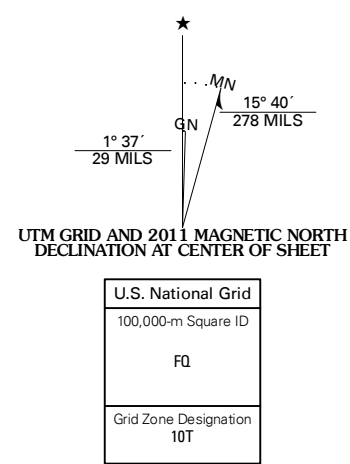 ★
MN
GN
15° 40´
278 MILS
1° 37´
29 MILS
UTM GRID AND 2011 MAGNETIC NORTH
DECLINATION AT CENTER OF SHEET
U.S. National Grid
100,000-m Square ID
FQ
Grid Zone Designation
10T